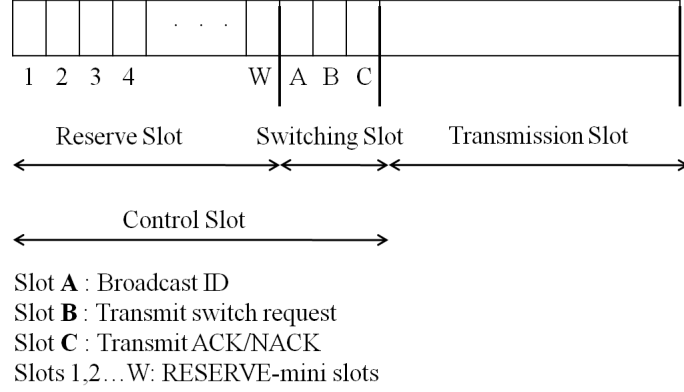 . . .
1 2 3 4 W A B C
Reserve Slot Switching Slot Transmission Slot
Control Slot
Slot A : Broadcast ID
Slot B : Transmit switch request
Slot C : Transmit ACK/NACK
Slots 1,2…W: RESERVE-mini slots